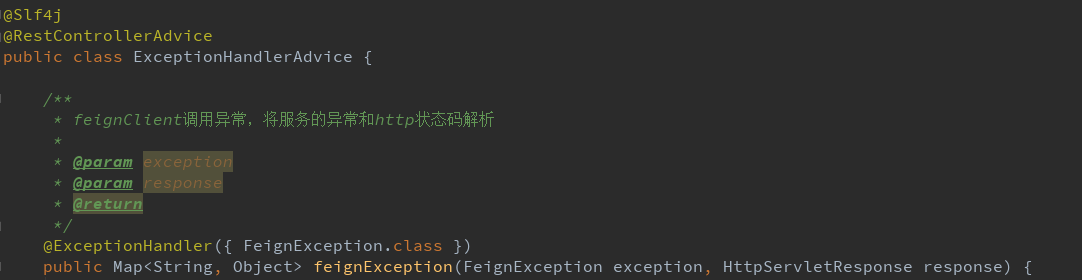 @Slf4j
@RestControllerAdvice
public class ExceptionHandlerAdvice {
/**
* feignClient调用异常，将服务的异常和http状态码解析
*
* @param exception
* @param response
* @return
*/
@ExceptionHandler({ FeignException.class })
public Map<String, Object> feignException(FeignException exception, HttpServletResponse response) {